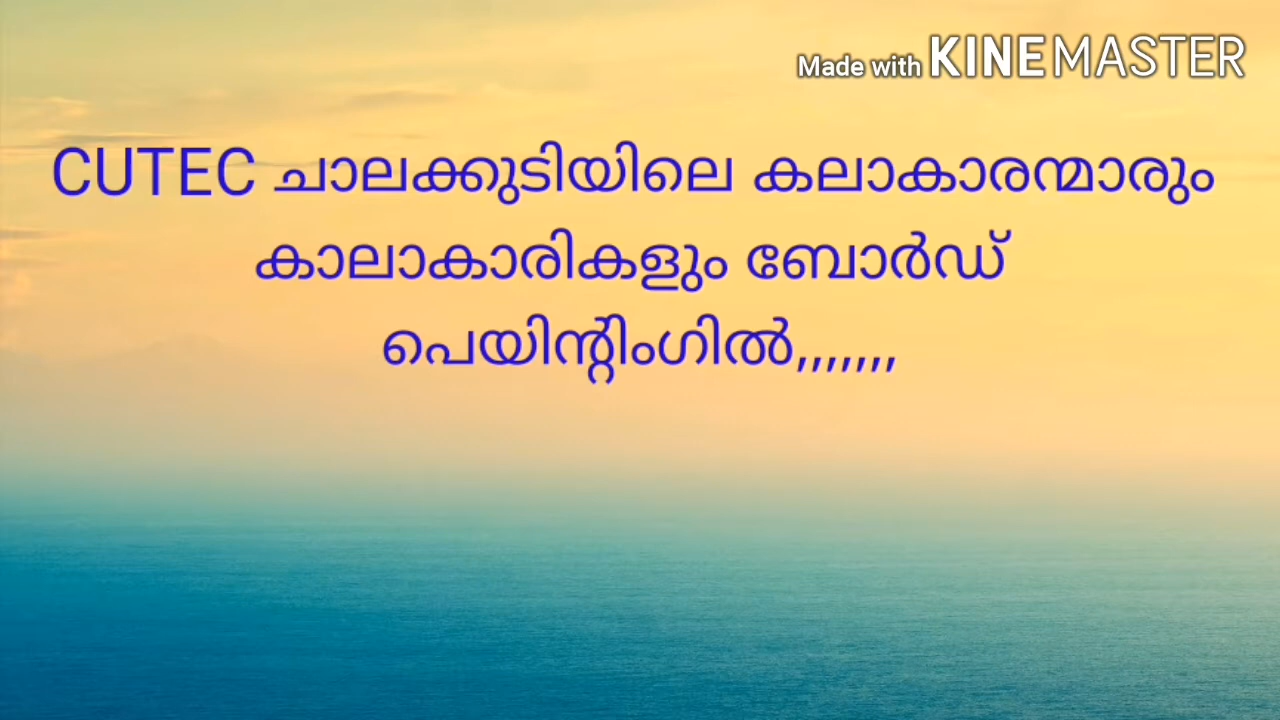 Made with KINEMASTER
CUTEC ചാലക്കുടിയിലെ കലാകാരന്മാരും
കാലാകാരികളും ബോർഡ്
പെയിന്റിംഗിൽ,,,,,,,